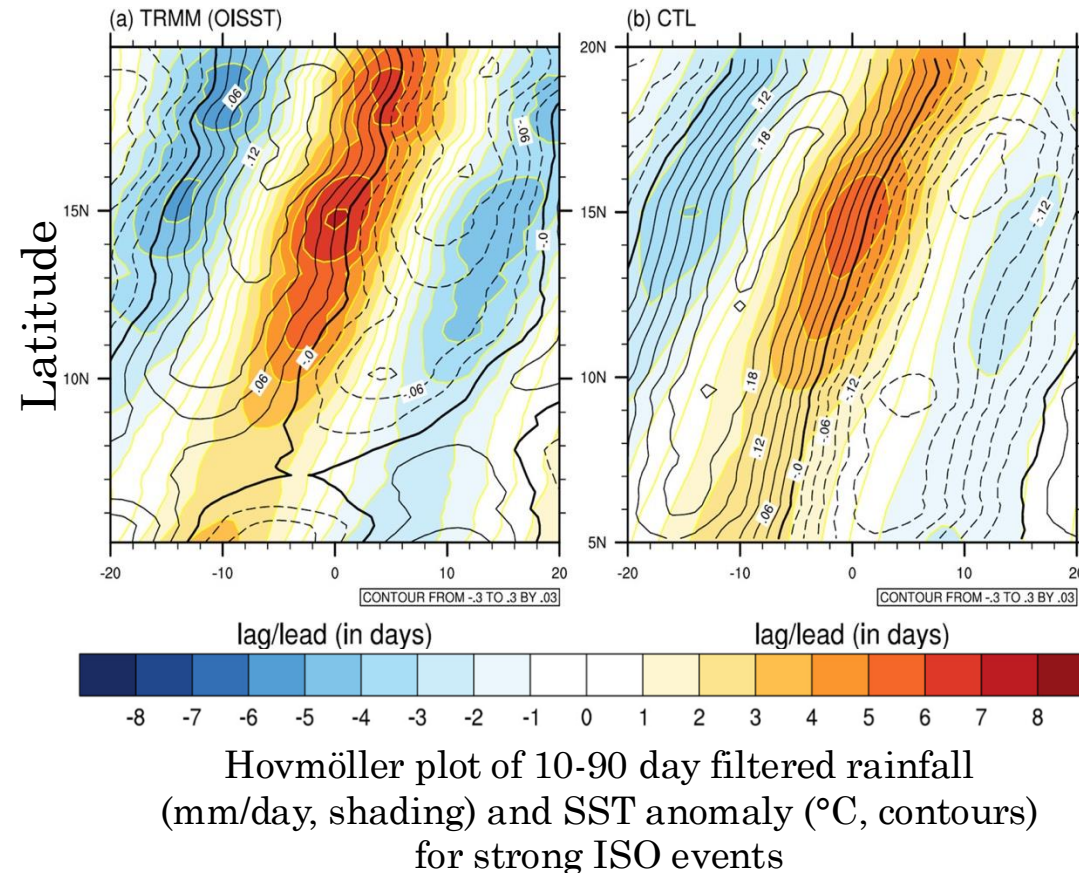 (a) TRMM (OISST)
(b) CTL
Latitude
15N
10N
.06
.12
-.06
-.0
-.0
.06
-.06
-20
-10
0
10
20
CONTOUR FROM -.3 TO .3 BY .03
20N
15N
10N
5N
.12
.18
-.12
.18
-.12
.12
-.06
-.0
.06
-20
-10
0
10
20
CONTOUR FROM -.3 TO .3 BY .03
lag/lead (in days)
lag/lead (in days)
-8 -7 -6 -5 -4 -3 -2 -1 0 1 2 3 4 5 6 7 8
Hovmöller plot of 10-90 day filtered rainfall
(mm/day, shading) and SST anomaly (°C, contours)
for strong ISO events